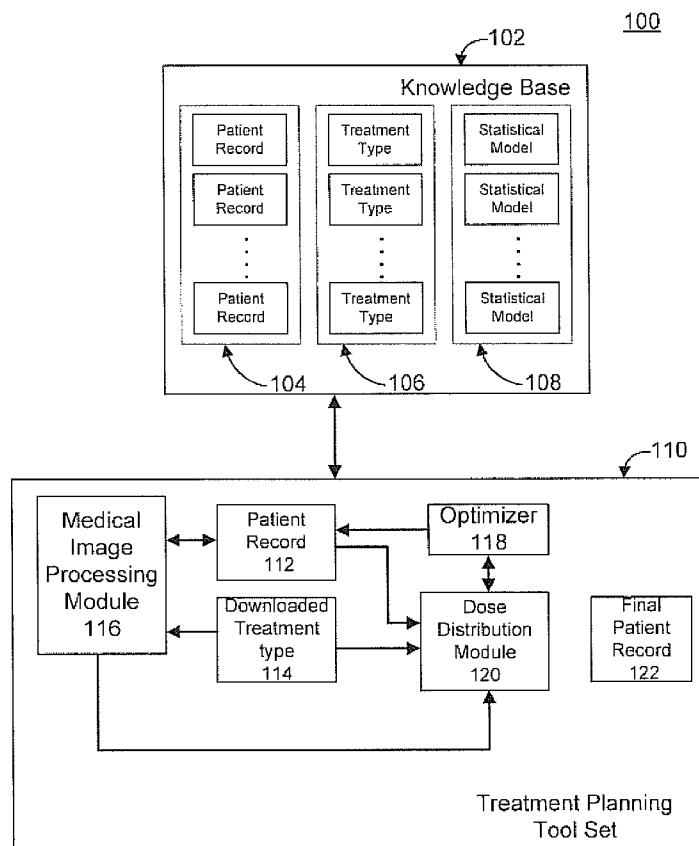 100
102
Knowledge Base
Patient
Record
Treatment
Type
Statistical
Model
Patient
Record
Treatment
Type
Statistical
Model
Patient
Record
Treatment
Type
Statistical
Model
104
106
108
110
Medical
Image
Processing
Module
116
Patient
Record
112
Optimizer
118
Downloaded
Treatment
type
114
Dose
Distribution
Module
120
Final
Patient
Record
122
Treatment Planning
Tool Set